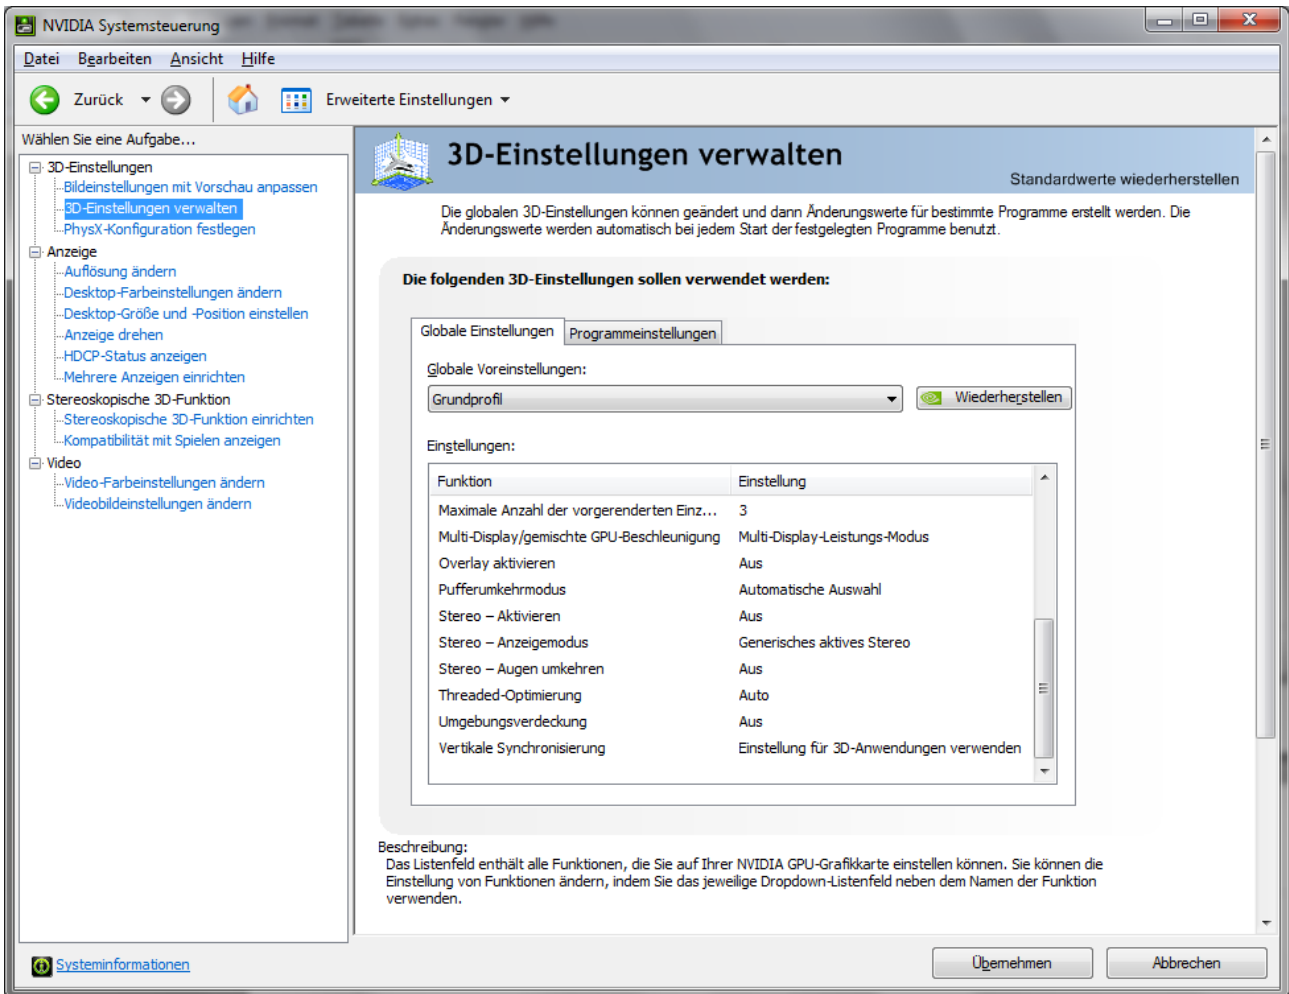 NVIDIA Systemsteuerung
Datei Bearbeiten Ansicht Hilfe
Zurück Erweiterte Einstellungen
Wählen Sie eine Aufgabe...
3D-Einstellungen
Bildeinstellungen mit Vorschau anpassen
3D-Einstellungen verwalten
PhysX-Konfiguration festlegen
Anzeige
Auflösung ändern
Desktop-Farbeinstellungen ändern
Desktop-Größe und -Position einstellen
Anzeige drehen
HDCP-Status anzeigen
Mehrere Anzeigen einrichten
Stereoskopische 3D-Funktion
Stereoskopische 3D-Funktion einrichten
Kompatibilität mit Spielen anzeigen
Video
Video-Farbeinstellungen ändern
Videobildeinstellungen ändern
3D-Einstellungen verwalten
Standardwerte wiederherstellen
Die globalen 3D-Einstellungen können geändert und dann Änderungswerte für bestimmte Programme erstellt werden. Die
Änderungswerte werden automatisch bei jedem Start der festgelegten Programme benutzt.
Die folgenden 3D-Einstellungen sollen verwendet werden:
Globale Einstellungen Programmeinstellungen
Globale Voreinstellungen:
Grundprofil Wiederherstellen
Einstellungen:
Funktion Einstellung
Maximale Anzahl der vorgerenderten Einz... 3
Multi-Display/gemischte GPU-Beschleunigung Multi-Display-Leistungs-Modus
Overlay aktivieren Aus
Pufferumkehrmodus Automatische Auswahl
Stereo – Aktivieren Aus
Stereo – Anzeigemodus Generisches aktives Stereo
Stereo – Augen umkehren Aus
Threaded-Optimierung Auto
Umgebungsverdeckung Aus
Vertikale Synchronisierung Einstellung für 3D-Anwendungen verwenden
Beschreibung:
Das Listenfeld enthält alle Funktionen, die Sie auf Ihrer NVIDIA GPU-Grafikkarte einstellen können. Sie können die
Einstellung von Funktionen ändern, indem Sie das jeweilige Dropdown-Listenfeld neben dem Namen der Funktion
verwenden.
Systeminformationen
Übernehmen Abbrechen